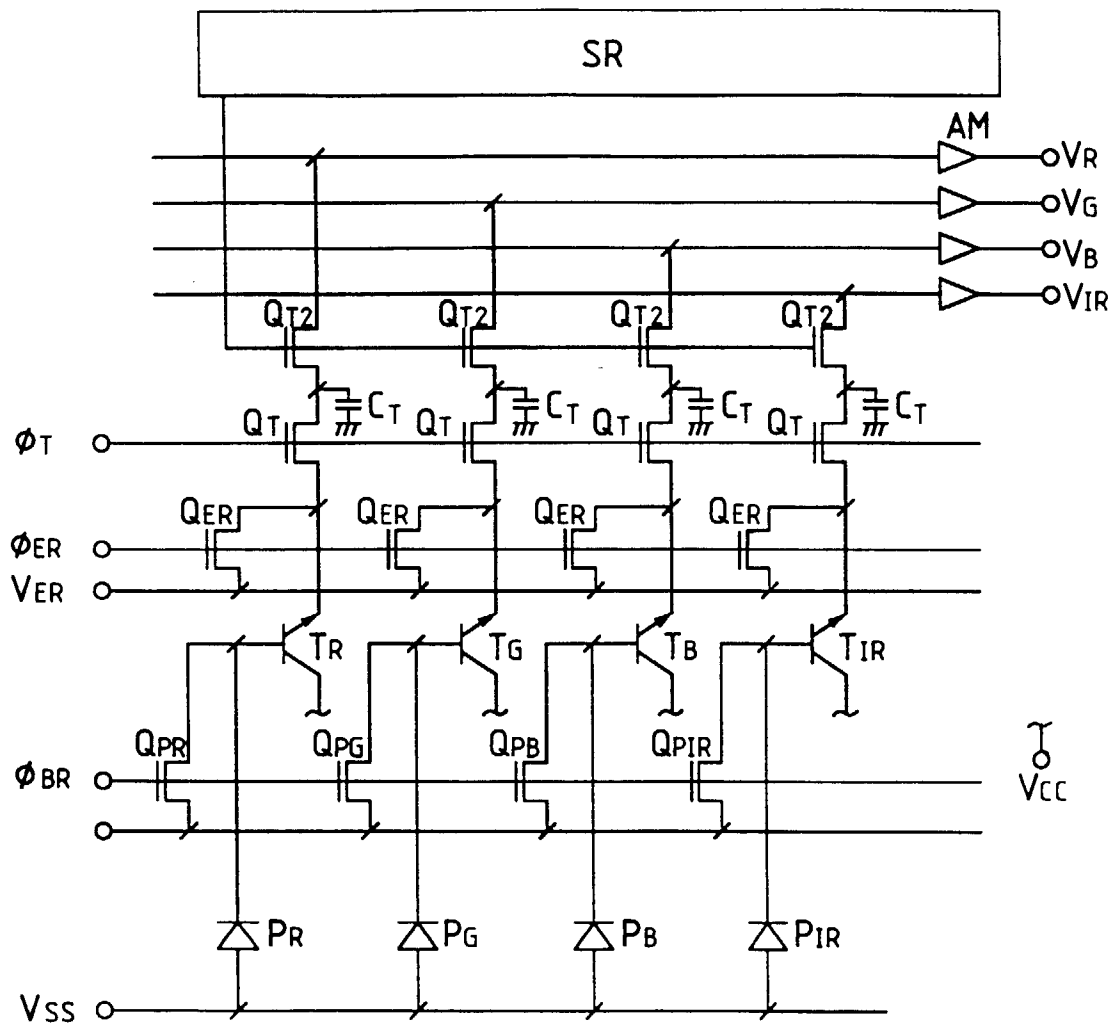 SR
AM
VR
VG
VB
VIR
QT2 QT2 QT2 QT2
CT CT CT CT
QT QT QT QT
ϕT
QER QER QER QER
ϕER
VER
TR TG TB TIR
QPR QPG QPB QPIR
ϕBR
VCC
PR PG PB PIR
VSS